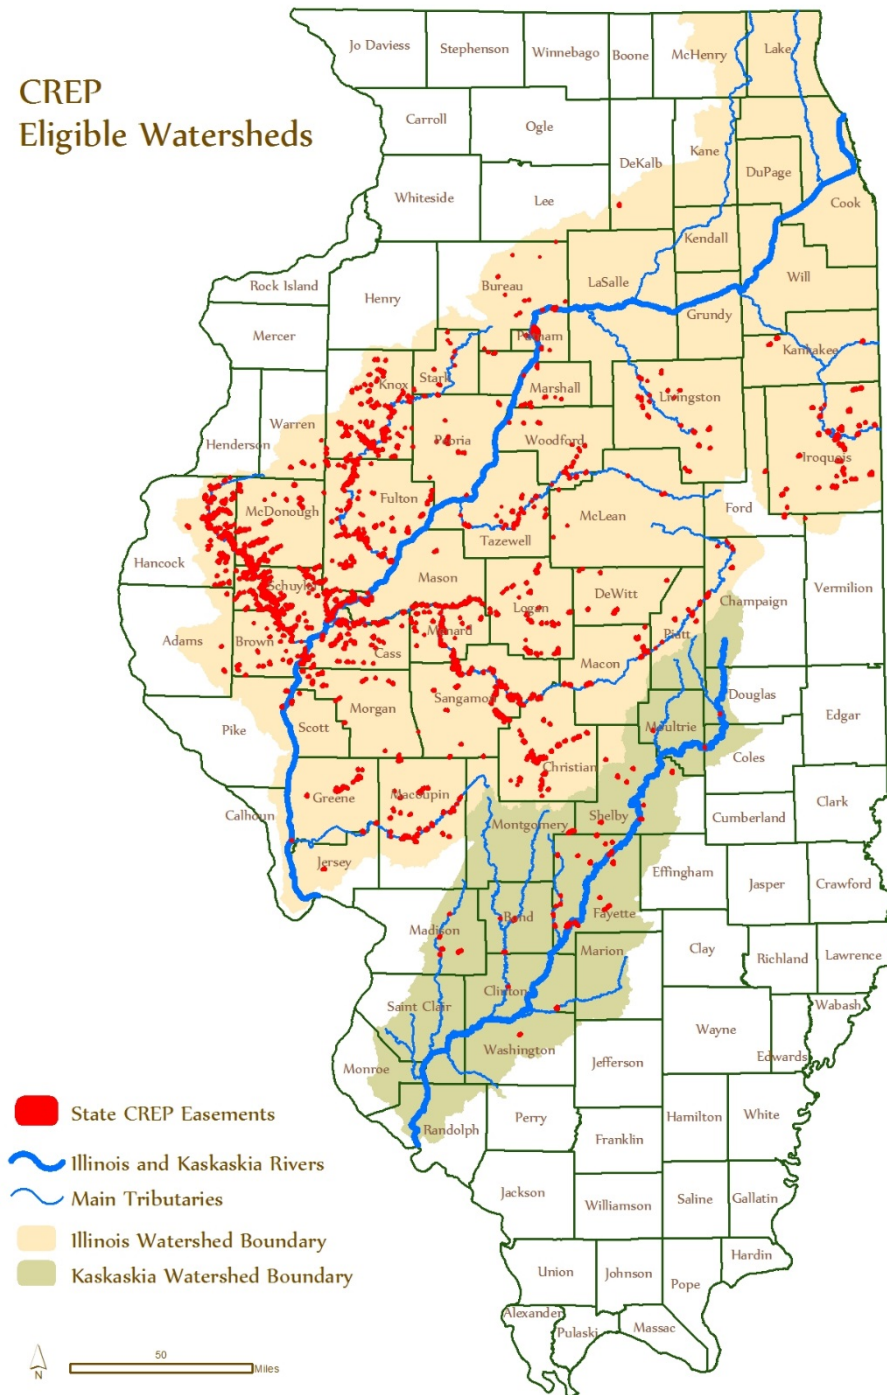 CREP
Eligible Watersheds
Jo Daviess
Stephenson
Winnebago
Boone
McHenry
Lake
Carroll
Ogle
DeKalb
Kane
DuPage
Cook
Whiteside
Lee
Kendall
Will
Rock Island
Henry
Bureau
LaSalle
Grundy
Mercer
Putnam
Kankakee
Knox
Stark
Marshall
Livingston
Warren
Henderson
Peoria
Woodford
Iroquois
Fulton
McDonough
Tazewell
McLean
Ford
Hancock
Schuyler
Mason
Logan
DeWitt
Champaign
Vermilion
Adams
Brown
Cass
Menard
Macon
Piatt
Douglas
Edgar
Pike
Scott
Morgan
Sangamon
Moultrie
Coles
Christian
Calhoun
Greene
Macoupin
Montgomery
Shelby
Cumberland
Clark
Jersey
Effingham
Jasper
Crawford
Madison
Bond
Fayette
Marion
Clay
Richland
Lawrence
Saint Clair
Clinton
Wayne
Wabash
Edwards
Monroe
Washington
Jefferson
Randolph
Perry
Hamilton
White
Franklin
Jackson
Williamson
Saline
Gallatin
Union
Johnson
Pope
Hardin
Alexander
Pulaski
Massac
State CREP Easements
Illinois and Kaskaskia Rivers
Main Tributaries
Illinois Watershed Boundary
Kaskaskia Watershed Boundary
N
50
Miles